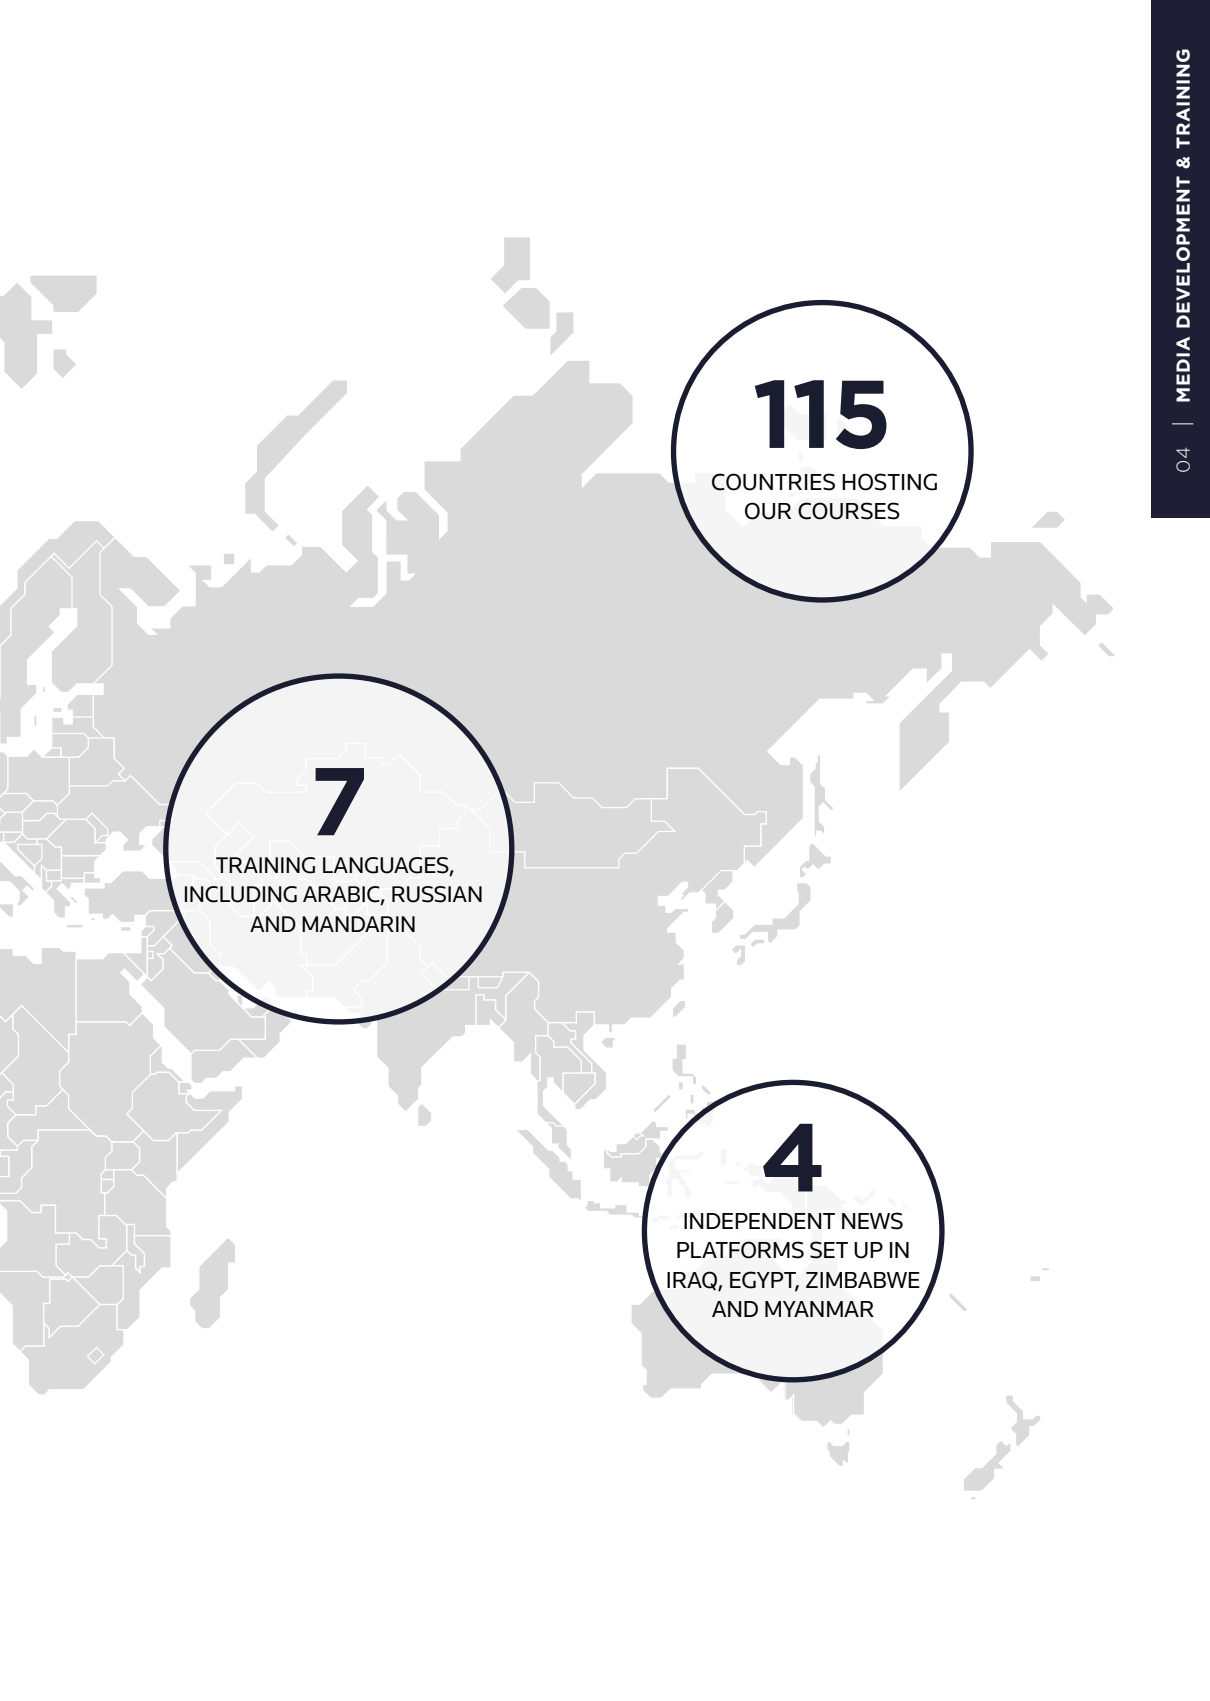 04 | MEDIA DEVELOPMENT & TRAINING
115
COUNTRIES HOSTING
OUR COURSES
7
TRAINING LANGUAGES,
INCLUDING ARABIC, RUSSIAN
AND MANDARIN
4
INDEPENDENT NEWS
PLATFORMS SET UP IN
IRAQ, EGYPT, ZIMBABWE
AND MYANMAR